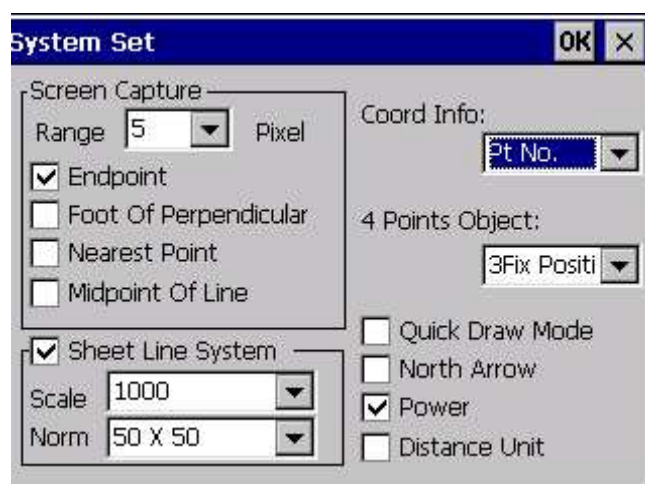 System Set OK
Screen Capture
Range 5 Pixel
Endpoint
Foot Of Perpendicular
Nearest Point
Midpoint Of Line
Sheet Line System
Scale 1000
Norm 50 X 50
Coord Info:
Pt No.
4 Points Object:
3Fix Positi
Quick Draw Mode
North Arrow
Power
Distance Unit